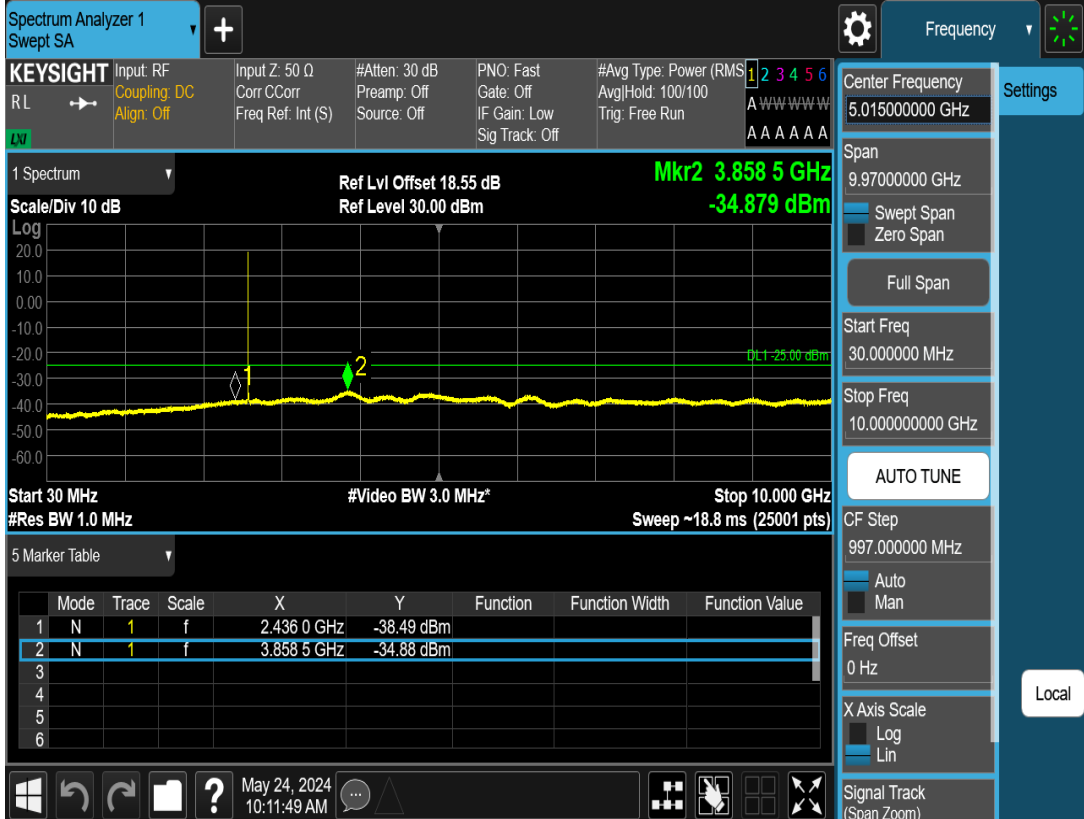 Spectrum Analyzer 1
Swept SA
Frequency
KEYSIGHT
RL
LXI
Input: RF
Coupling: DC
Align: Off
Input Z: 50 Ω
Corr CCorr
Freq Ref: Int (S)
#Atten: 30 dB
Preamp: Off
Source: Off
PNO: Fast
Gate: Off
IF Gain: Low
Sig Track: Off
#Avg Type: Power (RMS
Avg|Hold: 100/100
Trig: Free Run
1 2 3 4 5 6
A W W W W W
A A A A A A
1 Spectrum
Scale/Div 10 dB
Ref Lvl Offset 18.55 dB
Ref Level 30.00 dBm
Mkr2 3.858 5 GHz
-34.879 dBm
Log
20.0
10.0
0.00
-10.0
-20.0
-30.0
-40.0
-50.0
-60.0
1
2
DL1 -25.00 dBm
Start 30 MHz
#Video BW 3.0 MHz*
Stop 10.000 GHz
#Res BW 1.0 MHz
Sweep ~18.8 ms (25001 pts)
5 Marker Table
Mode Trace Scale X Y Function Function Width Function Value
1 N 1 f 2.436 0 GHz -38.49 dBm
2 N 1 f 3.858 5 GHz -34.88 dBm
3
4
5
6
May 24, 2024
10:11:49 AM
Center Frequency
5.015000000 GHz
Settings
Span
9.97000000 GHz
Swept Span
Zero Span
Full Span
Start Freq
30.000000 MHz
Stop Freq
10.000000000 GHz
AUTO TUNE
CF Step
997.000000 MHz
Auto
Man
Freq Offset
0 Hz
Local
X Axis Scale
Log
Lin
Signal Track
(Span Zoom)